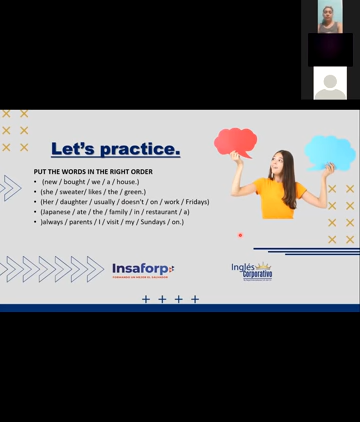 Let's practice.
PUT THE WORDS IN THE RIGHT ORDER
• (new / bought / we / a / house.)
• (she / sweater/ likes / the / green.)
• (Her / daughter / usually / doesn't / on / work / Fridays)
• (Japanese / ate / the / family / in / restaurant / a)
• )always / parents / I / visit / my / Sundays / on.)
Insaforp
Inglés
Corporativo